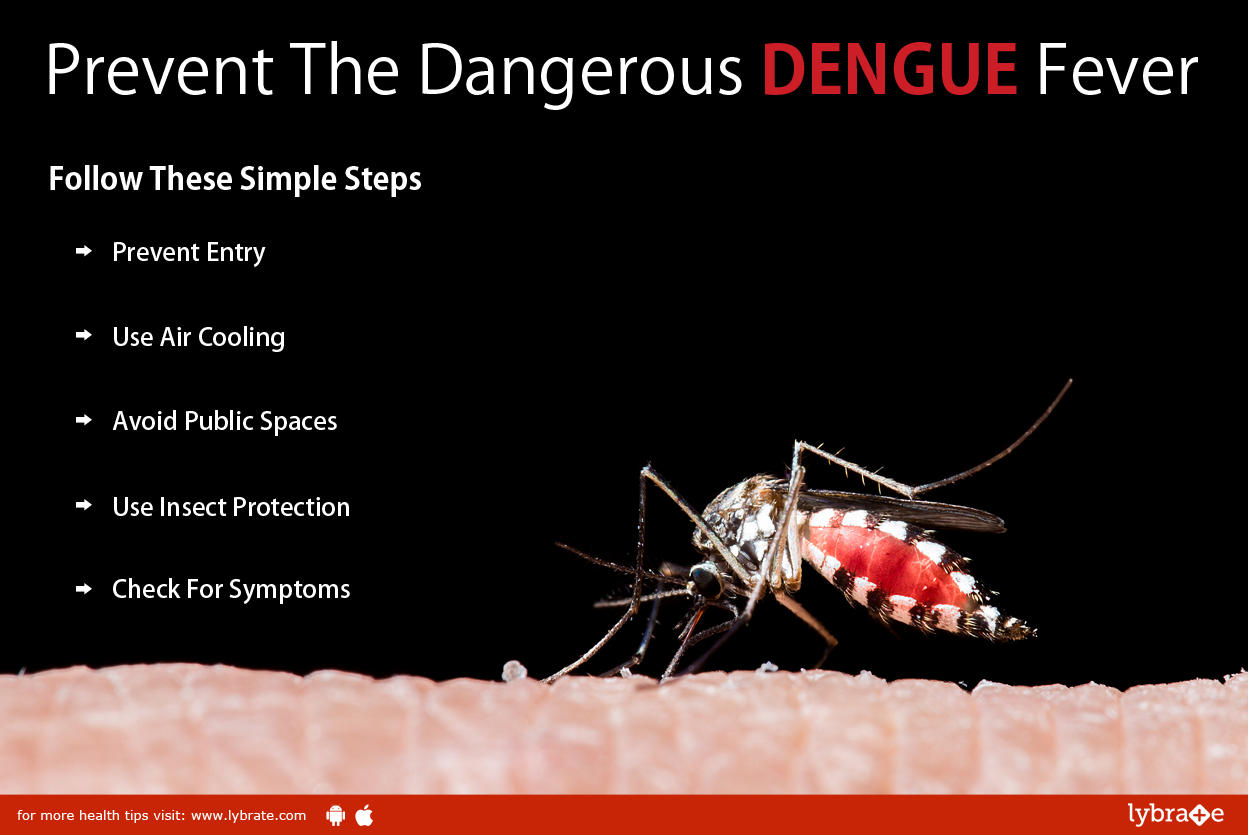 Prevent The Dangerous DENGUE Fever
Follow These Simple Steps
Prevent Entry
Use Air Cooling
Avoid Public Spaces
Use Insect Protection
Check For Symptoms
for more health tips visit: www.lybrate.com
lybrate